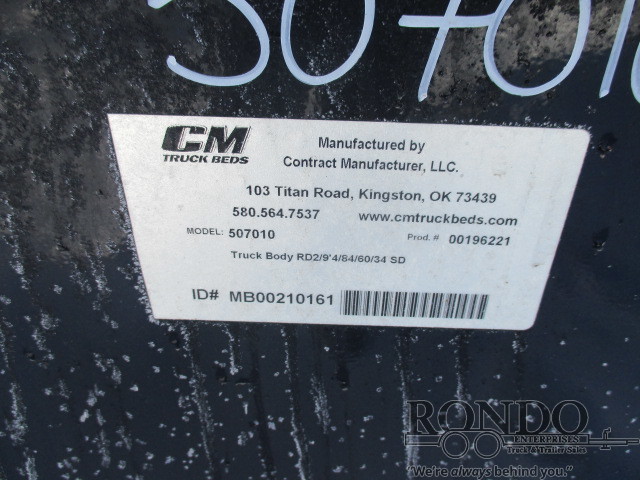 507010
CM
TRUCK BEDS
Manufactured by
Contract Manufacturer, LLC.
103 Titan Road, Kingston, OK 73439
580.564.7537 www.cmtruckbeds.com
MODEL: 507010 Prod. # 00196221
Truck Body RD2/9'4/84/60/34 SD
ID# MB00210161
RONDO
ENTERPRISES
Truck & Trailer Sales
"We're always behind you."